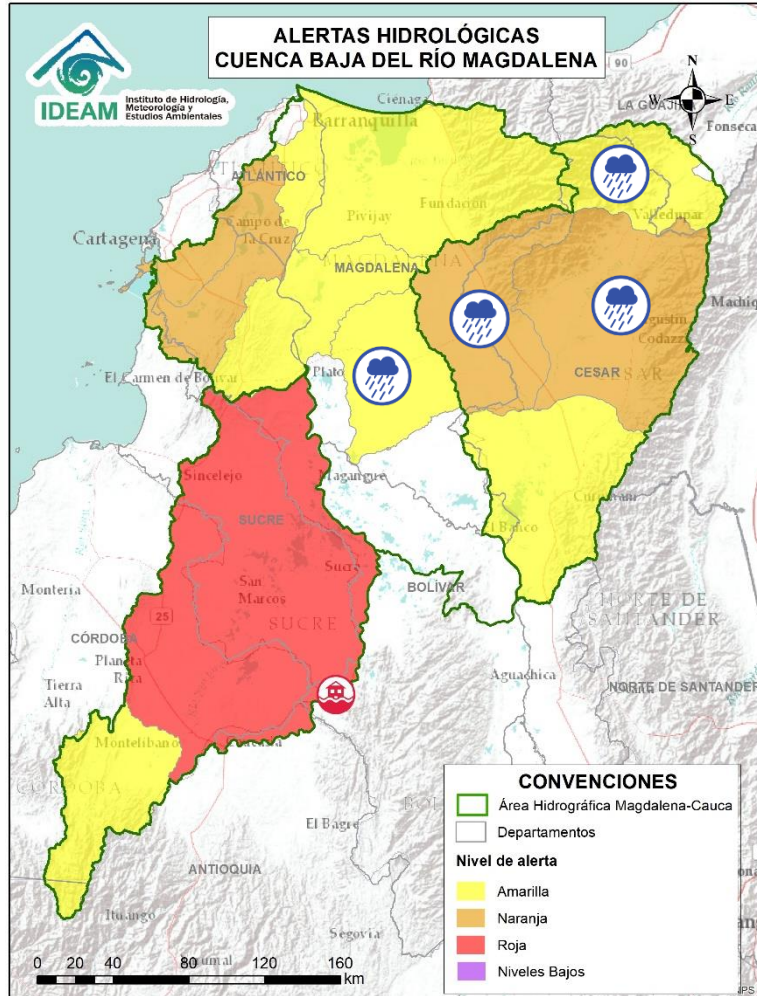 ALERTAS HIDROLÓGICAS
CUENCA BAJA DEL RÍO MAGDALENA
IDEAM
Instituto de Hidrología,
Meteorología y
Estudios Ambientales
90
N
W
E
S
LA GUAJIRA
Fonseca
Ciénaga
Barranquilla
ATLÁNTICO
Valledupar
Campo de
la Cruz
Pivijay
Fundación
Cartagena
MAGDALENA
MAGDALENA
Agustín
Codazzi
CESAR
CESAR
El Carmen de Bolívar
Plato
Sincelejo
Magangué
SUCRE
El Banco
Sucre
San
Marcos
BOLÍVAR
Montería
25
SUCRE
NORTE DE
SANTANDER
CÓRDOBA
Planeta
Rica
Aguachica
Tierra
Alta
NORTE DE SANTANDER
Montelíbano
CÓRDOBA
El Bagre
ANTIOQUIA
Ituango
Segovia
CONVENCIONES
Área Hidrográfica Magdalena-Cauca
Departamentos
Nivel de alerta
Amarilla
Naranja
Roja
Niveles Bajos
0 20 40 80 120 160
km